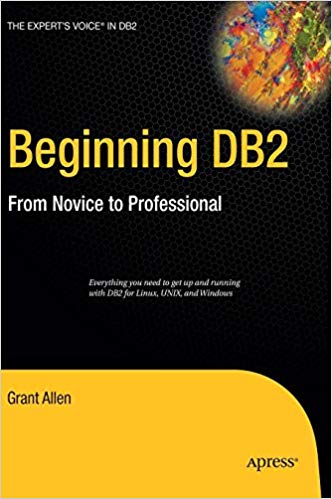 THE EXPERT'S VOICE® IN DB2
Beginning DB2
From Novice to Professional
Everything you need to get up and running
with DB2 for Linux, UNIX, and Windows
Grant Allen
Apress®